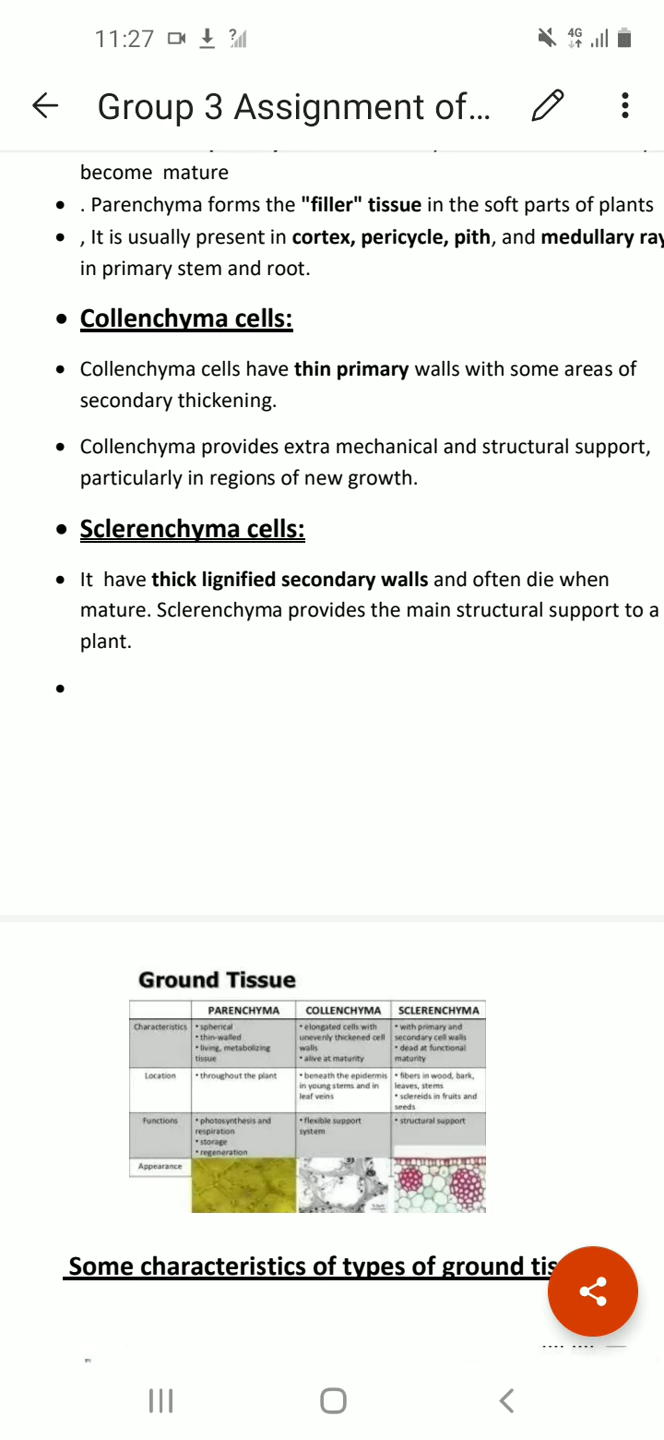 11:27
4G
Group 3 Assignment of...
become mature
• . Parenchyma forms the "filler" tissue in the soft parts of plants
• , It is usually present in cortex, pericycle, pith, and medullary ray
in primary stem and root.
• Collenchyma cells:
• Collenchyma cells have thin primary walls with some areas of
secondary thickening.
• Collenchyma provides extra mechanical and structural support,
particularly in regions of new growth.
• Sclerenchyma cells:
• It have thick lignified secondary walls and often die when
mature. Sclerenchyma provides the main structural support to a
plant.
•
Ground Tissue
PARENCHYMA COLLENCHYMA SCLERENCHYMA
Characteristics
• spherical
• thin-walled
• living, metabolizing
tissue
• elongated cells with
unevenly thickened cell
walls
• alive at maturity
• with primary and
secondary cell walls
• dead at functional
maturity
Location
• throughout the plant
• beneath the epidermis
in young stems and in
leaf veins
• fibers in wood, bark,
leaves, stems
• sclereids in fruits and
seeds
Functions
• photosynthesis and
respiration
• storage
• regeneration
• flexible support
system
• structural support
Appearance
Some characteristics of types of ground tis